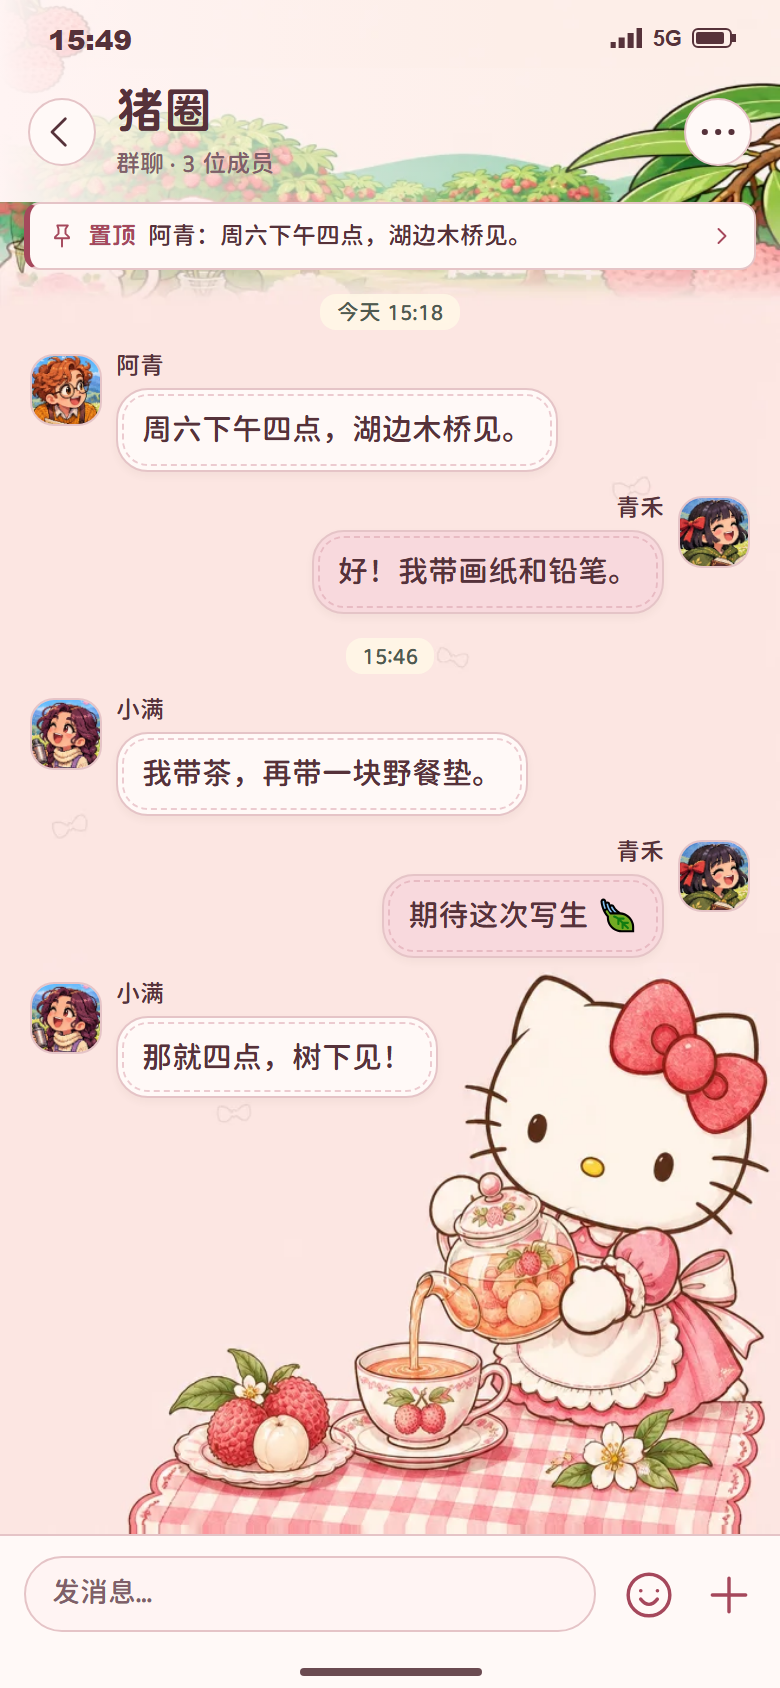 15:49
5G
猪圈
群聊 · 3 位成员
置顶 阿青：周六下午四点，湖边木桥见。
今天 15:18
阿青
周六下午四点，湖边木桥见。
青禾
好！我带画纸和铅笔。
15:46
小满
我带茶，再带一块野餐垫。
青禾
期待这次写生
小满
那就四点，树下见！
发消息...